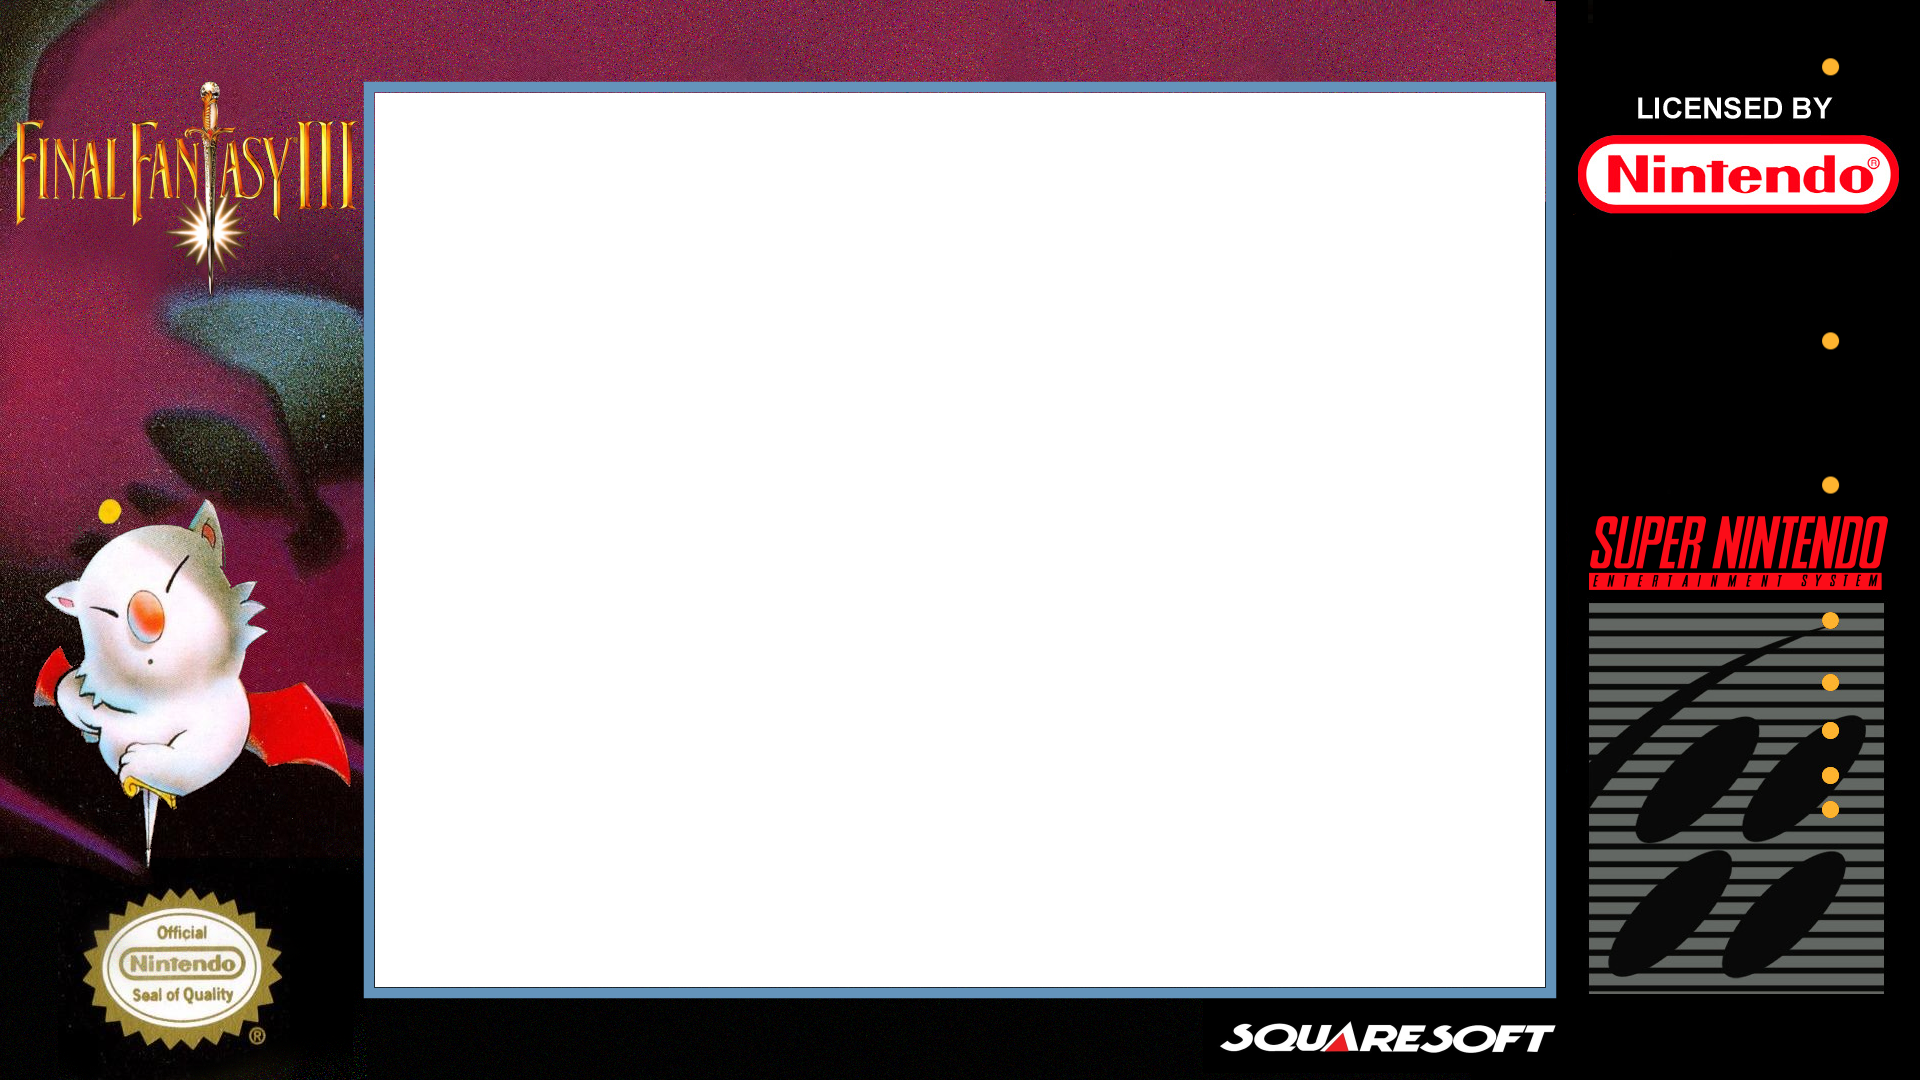 FINAL FANTASY III
LICENSED BY
Nintendo®
SUPER NINTENDO
ENTERTAINMENT SYSTEM
Official
Nintendo
Seal of Quality
®
SQUARESOFT